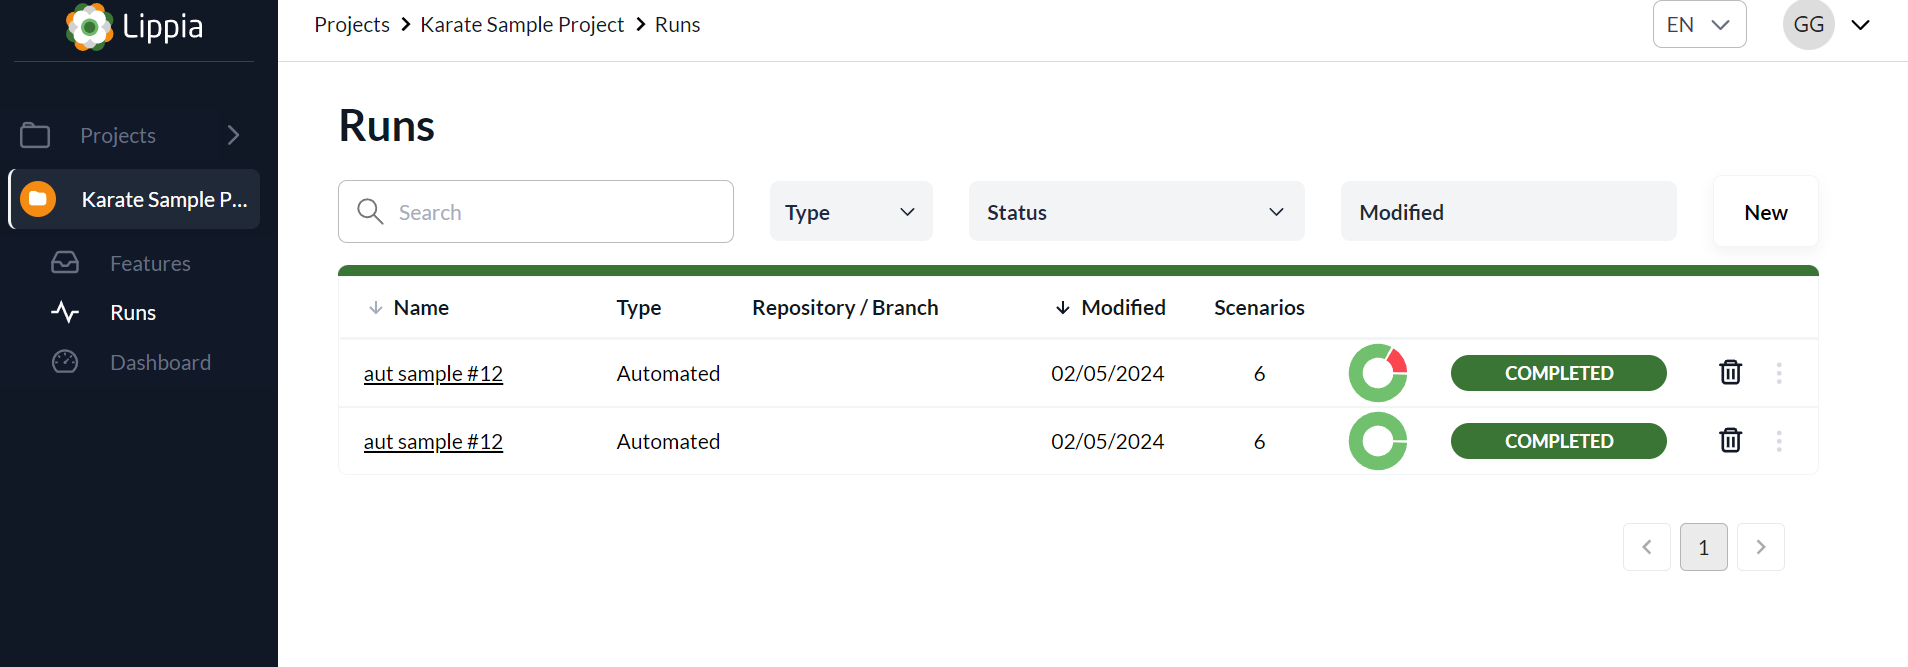 Lippia
Projects
Karate Sample P...
Features
Runs
Dashboard
Projects > Karate Sample Project > Runs
EN
GG
Runs
Search
Type
Status
Modified
New
Name Type Repository / Branch Modified Scenarios
aut sample #12 Automated 02/05/2024 6 COMPLETED
aut sample #12 Automated 02/05/2024 6 COMPLETED
1